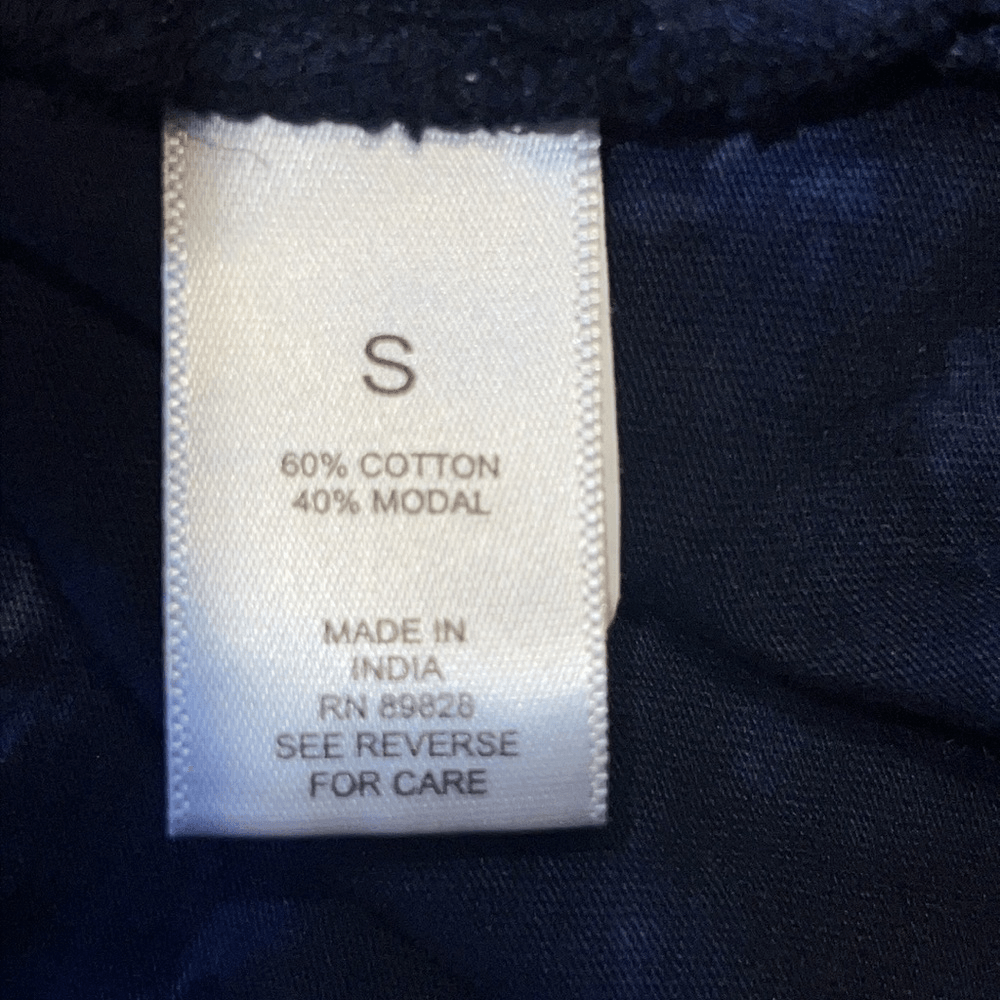 S
60% COTTON
40% MODAL
MADE IN
INDIA
RN 89828
SEE REVERSE
FOR CARE